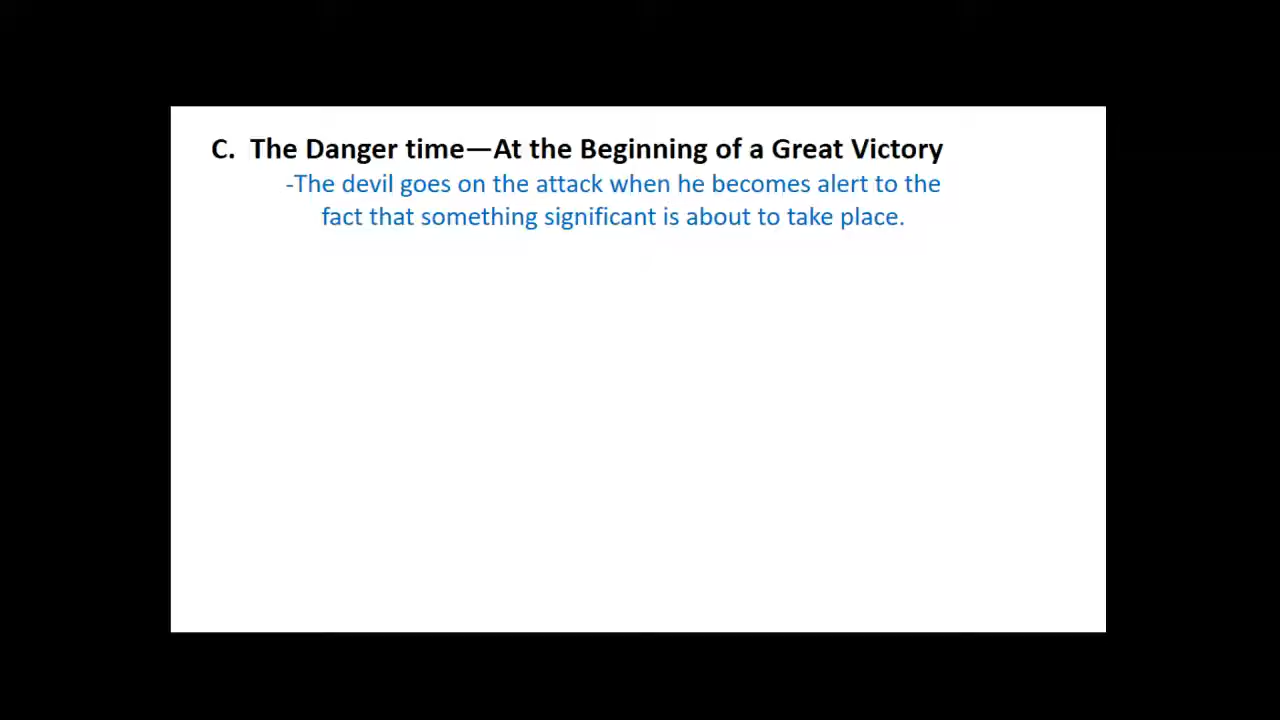 C. The Danger time—At the Beginning of a Great Victory
-The devil goes on the attack when he becomes alert to the
fact that something significant is about to take place.